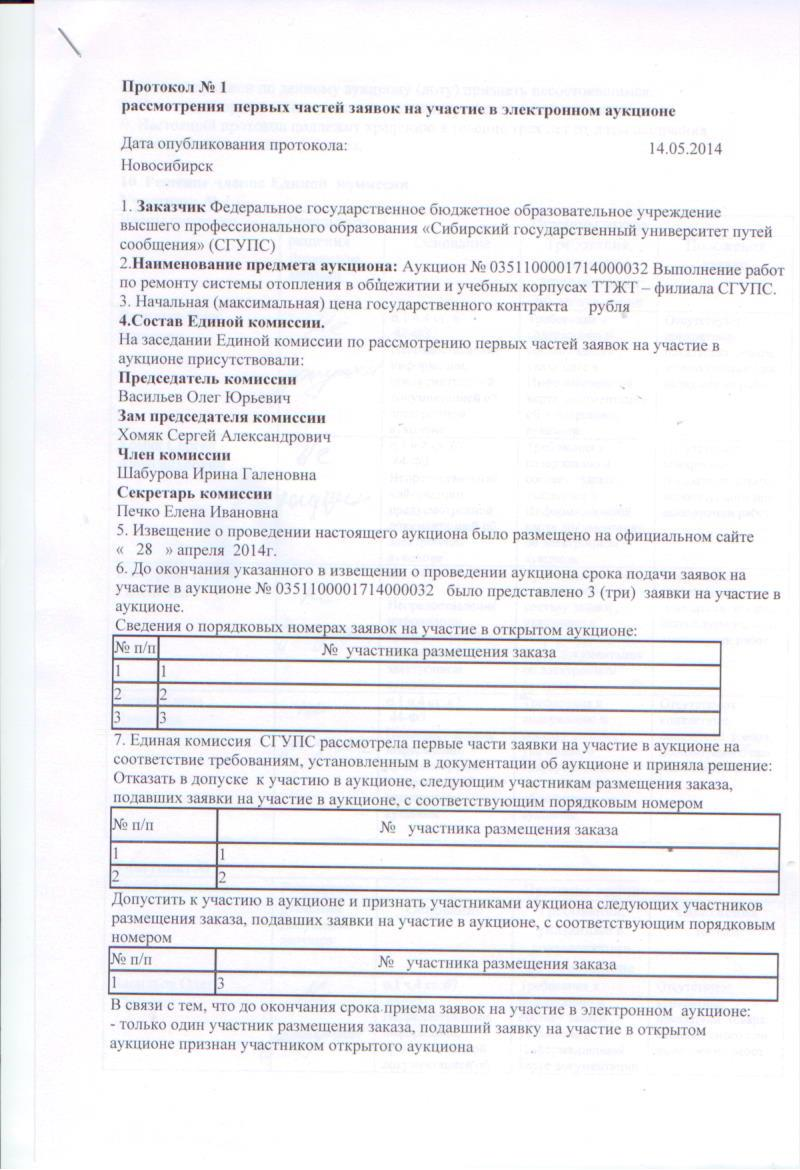 Протокол № 1
рассмотрения первых частей заявок на участие в электронном аукционе
Дата опубликования протокола: 14.05.2014
Новосибирск
1. Заказчик Федеральное государственное бюджетное образовательное учреждение
высшего профессионального образования «Сибирский государственный университет путей
сообщения» (СГУПС)
2.Наименование предмета аукциона: Аукцион № 0351100001714000032 Выполнение работ
по ремонту системы отопления в общежитии и учебных корпусах ТТЖТ – филиала СГУПС.
3. Начальная (максимальная) цена государственного контракта рубля
4.Состав Единой комиссии.
На заседании Единой комиссии по рассмотрению первых частей заявок на участие в
аукционе присутствовали:
Председатель комиссии
Васильев Олег Юрьевич
Зам председателя комиссии
Хомяк Сергей Александрович
Член комиссии
Шабурова Ирина Галеновна
Секретарь комиссии
Печко Елена Ивановна
5. Извещение о проведении настоящего аукциона было размещено на официальном сайте
« 28 » апреля 2014г.
6. До окончания указанного в извещении о проведении аукциона срока подачи заявок на
участие в аукционе № 0351100001714000032 было представлено 3 (три) заявки на участие в
аукционе.
Сведения о порядковых номерах заявок на участие в открытом аукционе:
№ п/п № участника размещения заказа
1 1
2 2
3 3
7. Единая комиссия СГУПС рассмотрела первые части заявки на участие в аукционе на
соответствие требованиям, установленным в документации об аукционе и приняла решение:
Отказать в допуске к участию в аукционе, следующим участникам размещения заказа,
подавших заявки на участие в аукционе, с соответствующим порядковым номером
№ п/п № участника размещения заказа
1 1
2 2
Допустить к участию в аукционе и признать участниками аукциона следующих участников
размещения заказа, подавших заявки на участие в аукционе, с соответствующим порядковым
номером
№ п/п № участника размещения заказа
1 3
В связи с тем, что до окончания срока приема заявок на участие в электронном аукционе:
- только один участник размещения заказа, подавший заявку на участие в открытом
аукционе признан участником открытого аукциона